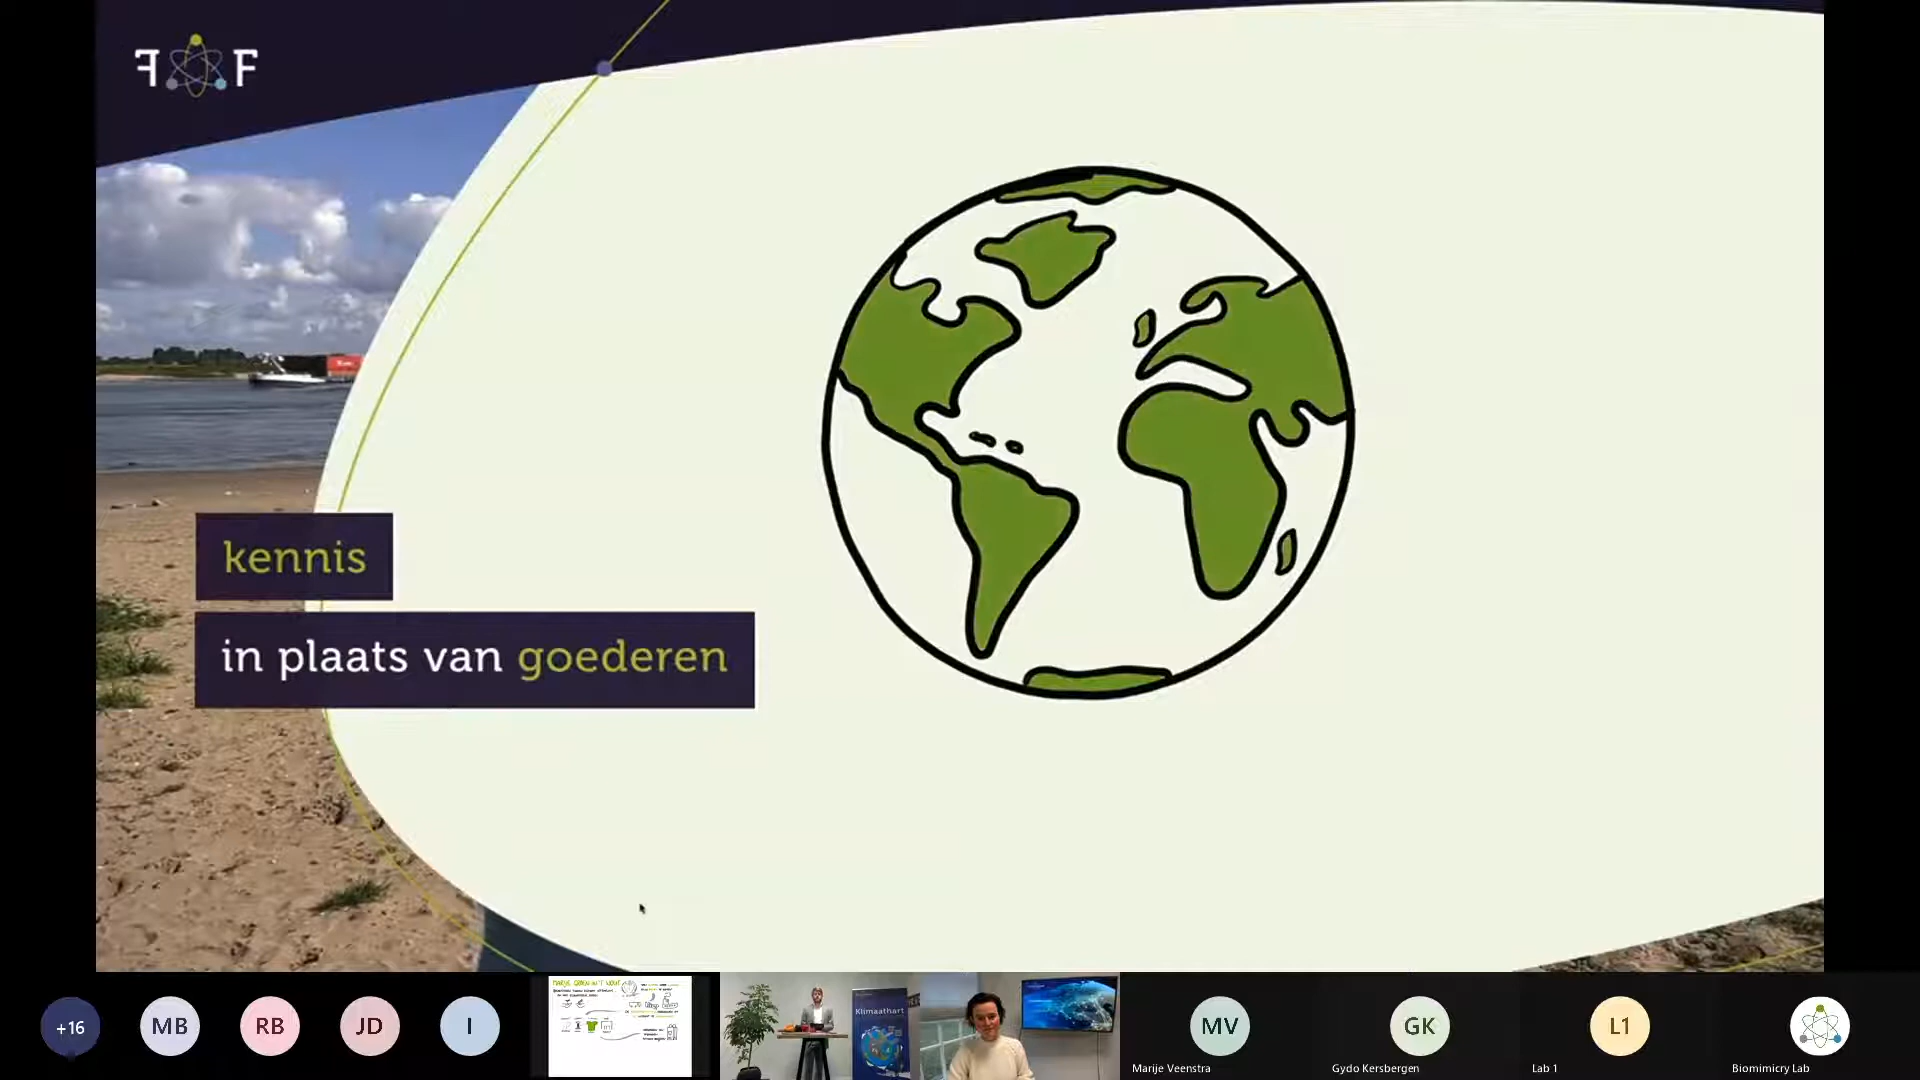 F F
kennis
in plaats van goederen
+16
MB
RB
JD
I
Klimaathart
MV
GK
L1
Marije Veenstra
Gydo Kersbergen
Lab 1
Biomimicry Lab